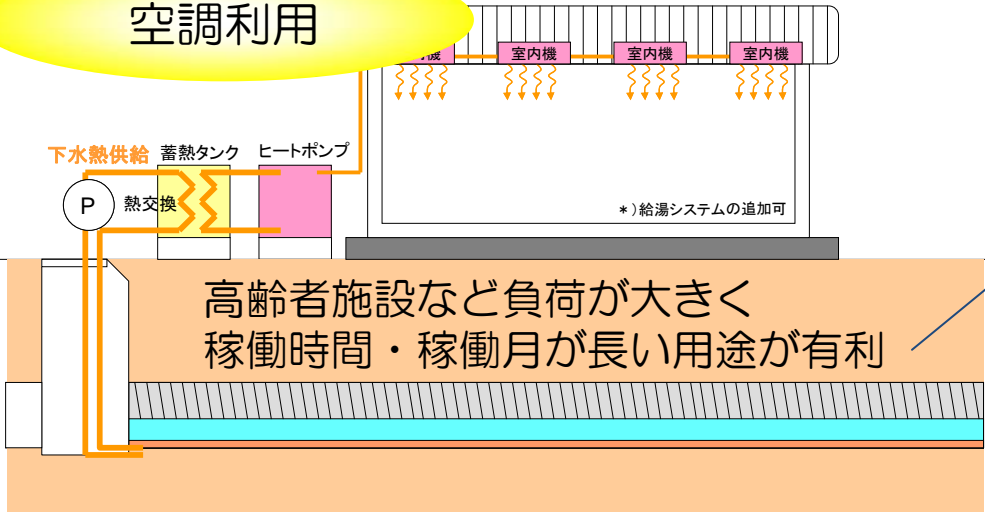 空調利用
室内機
室内機
室内機
下水熱供給
蓄熱タンク
ヒートポンプ
P
熱交換
*)給湯システムの追加可
高齢者施設など負荷が大きく
稼働時間・稼働月が長い用途が有利